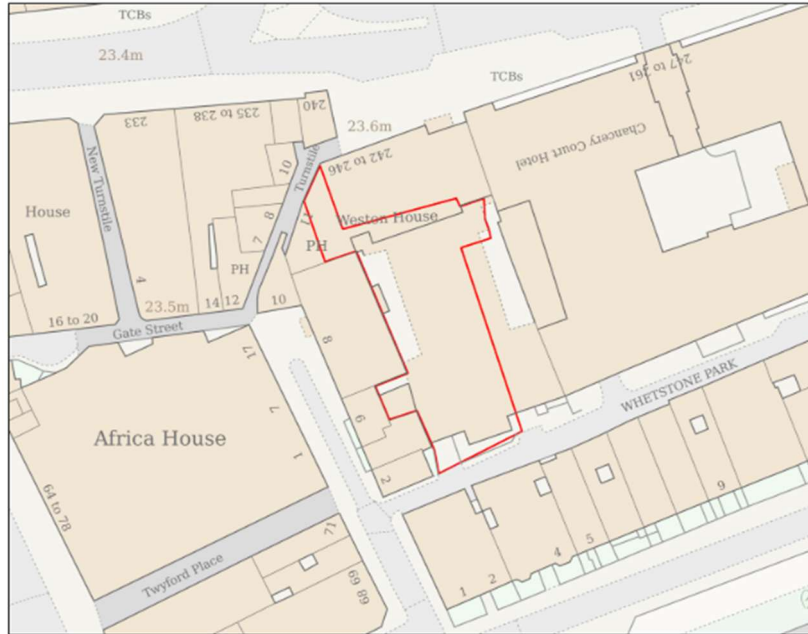 TCBs
23.4m
TCBs
247 to 261
240
235 to 238
233
23.6m
242 to 246
Chancery Court Hotel
New Turnstile
Turnstile
10
House
8
11
Weston House
PH
7
PH
4
23.5m
14
12
10
16 to 20
Gate Street
17
8
WHETSTONE PARK
7
6
Africa House
1
9
64 to 78
2
71
5
4
Twyford Place
69
89
1
2